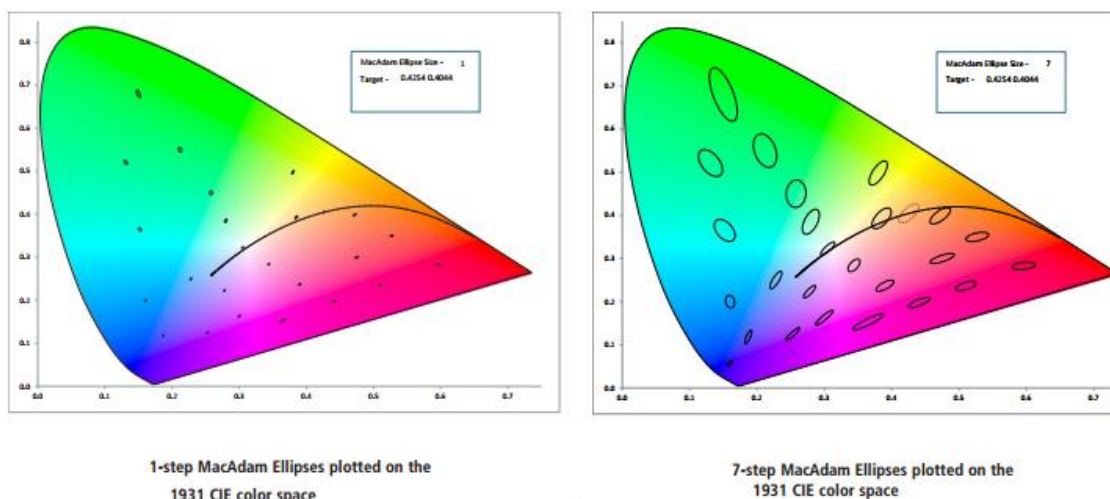 0.8
0.7
0.6
0.5
0.4
0.3
0.2
0.1
0.0
0.0 0.1 0.2 0.3 0.4 0.5 0.6 0.7
MacAdam Ellipse Size - 1
Target - 0.4254 0.4044
0.8
0.7
0.6
0.5
0.4
0.3
0.2
0.1
0.0
0.0 0.1 0.2 0.3 0.4 0.5 0.6 0.7
MacAdam Ellipse Size - 7
Target - 0.4254 0.4044
1-step MacAdam Ellipses plotted on the
1931 CIE color space
7-step MacAdam Ellipses plotted on the
1931 CIE color space